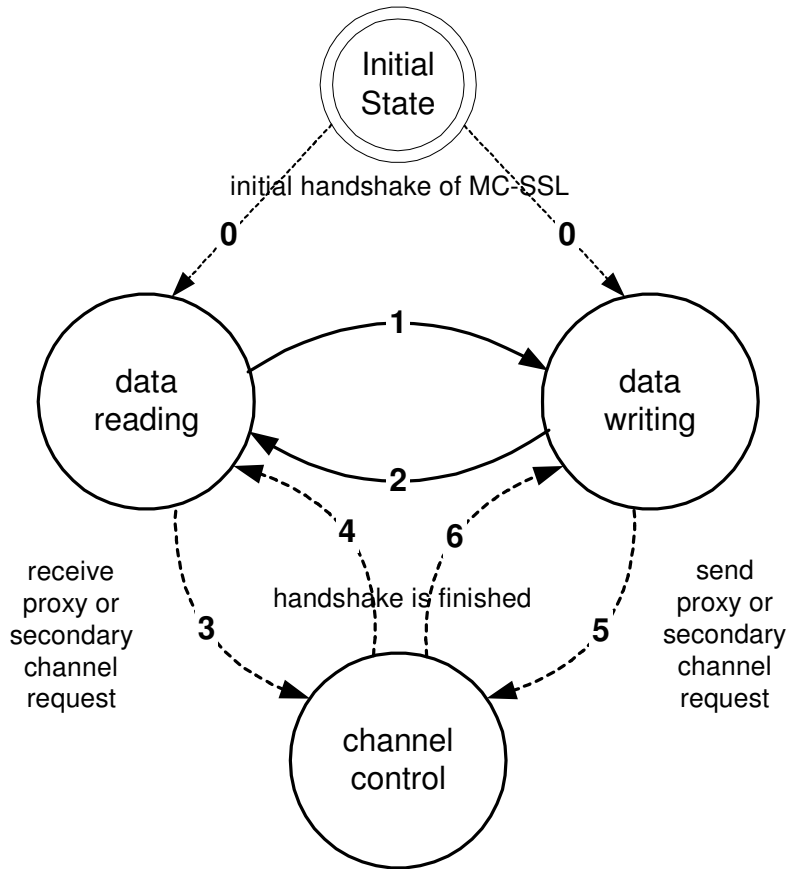 Initial
State
initial handshake of MC-SSL
0
0
1
data
reading
data
writing
2
4
6
receive
proxy or
secondary
channel
request
3
handshake is finished
5
send
proxy or
secondary
channel
request
channel
control